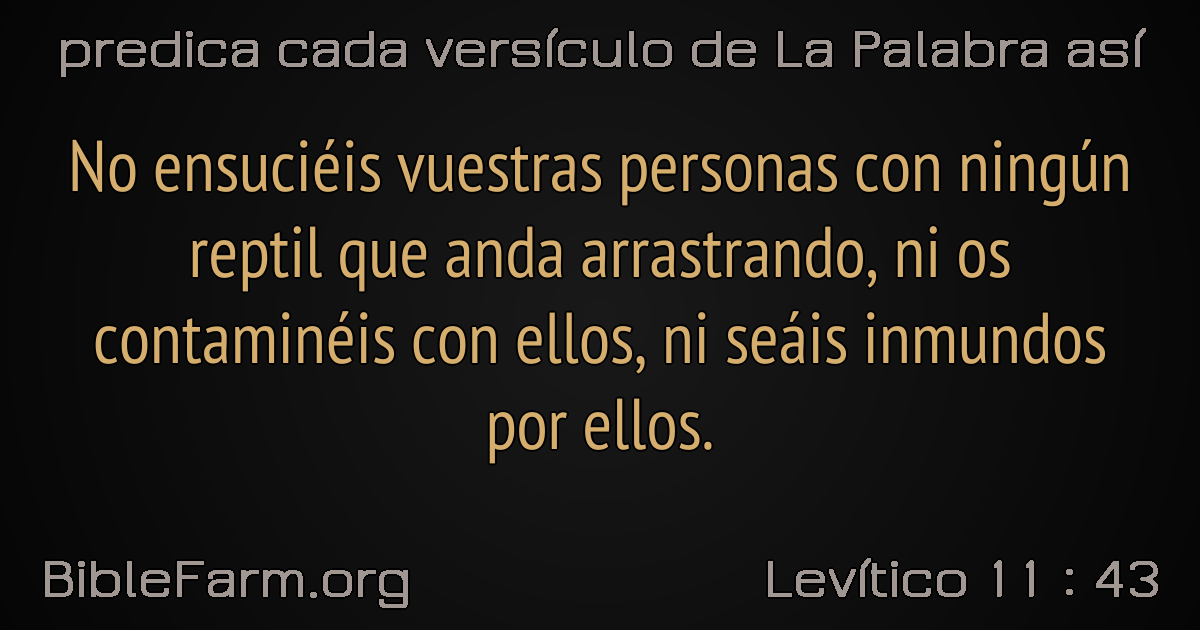 predica cada versículo de La Palabra así
No ensuciéis vuestras personas con ningún
reptil que anda arrastrando, ni os
contaminéis con ellos, ni seáis inmundos
por ellos.
BibleFarm.org
Levítico 11 : 43